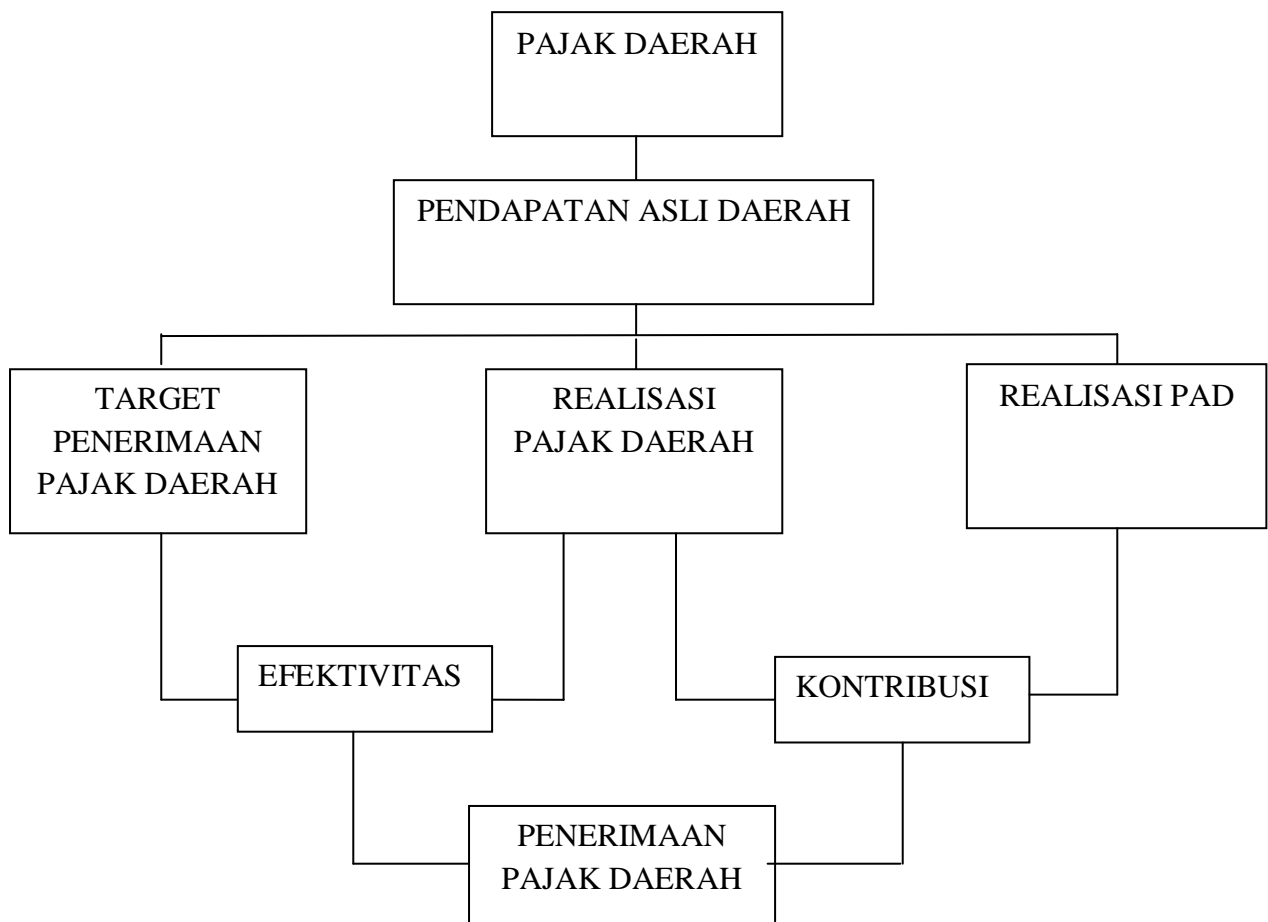 PAJAK DAERAH
PENDAPATAN ASLI DAERAH
TARGET
PENERIMAAN
PAJAK DAERAH
REALISASI
PAJAK DAERAH
REALISASI PAD
EFEKTIVITAS
KONTRIBUSI
PENERIMAAN
PAJAK DAERAH